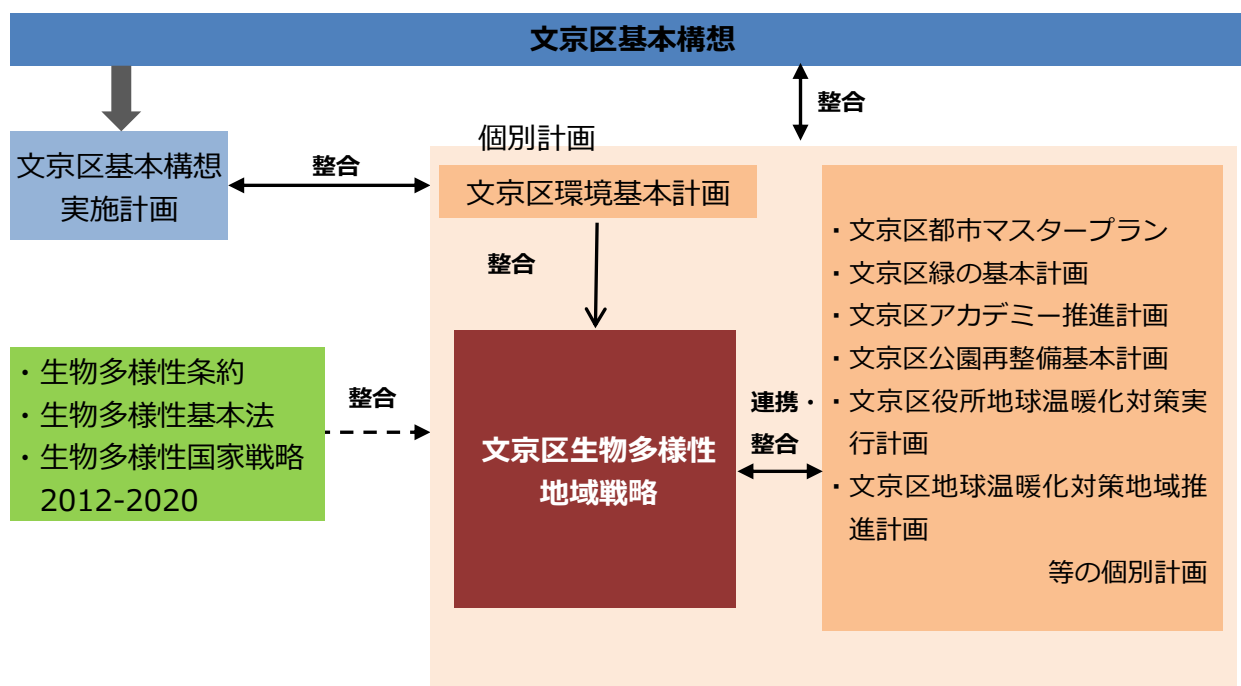 文京区基本構想
整合
文京区基本構想
実施計画
整合
個別計画
文京区環境基本計画
整合
・生物多様性条約
・生物多様性基本法
・生物多様性国家戦略
2012-2020
整合
文京区生物多様性
地域戦略
連携・
整合
・文京区都市マスタープラン
・文京区緑の基本計画
・文京区アカデミー推進計画
・文京区公園再整備基本計画
・文京区役所地球温暖化対策実
行計画
・文京区地球温暖化対策地域推
進計画
等の個別計画